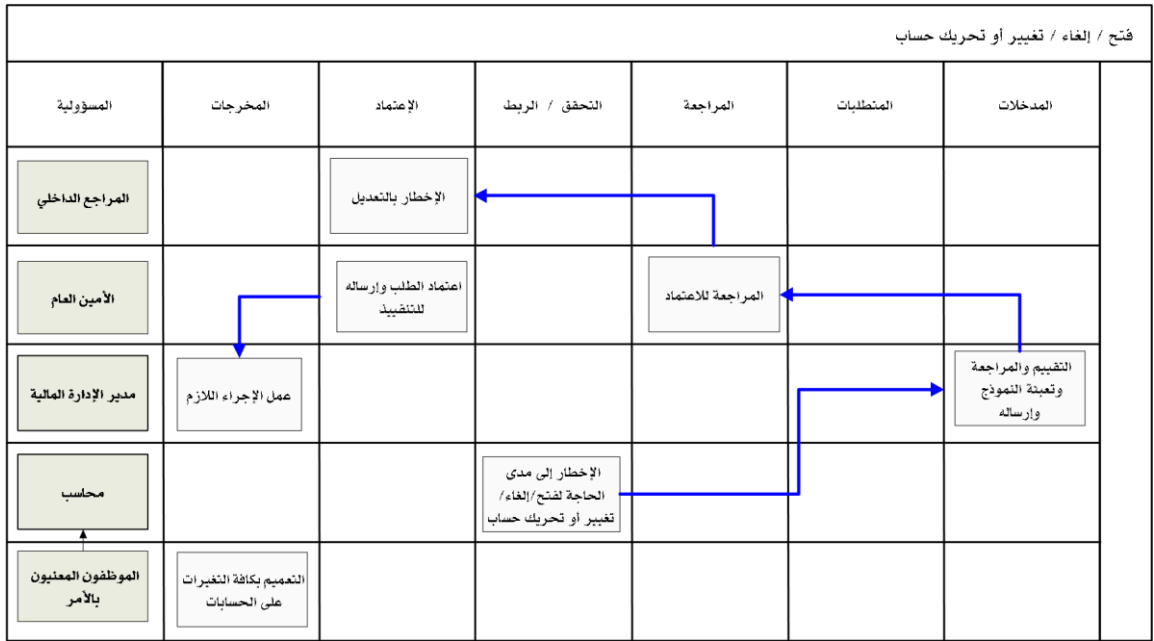 فتح / إلغاء / تغيير أو تحريك حساب
المدخلات
المتطلبات
المراجعة
التحقق / الربط
الإعتماد
المخرجات
المسؤولية
الإخطار بالتعديل
المراجع الداخلي
المراجعة للاعتماد
اعتماد الطلب وإرساله
للتنفييذ
الأمين العام
التقييم والمراجعة
وتعبئة النموذج
وإرساله
عمل الإجراء اللازم
مدير الإدارة المالية
الإخطار إلى مدى
الحاجة لفتح/إلغاء/
تغيير أو تحريك حساب
محاسب
التعميم بكافة التغيرات
على الحسابات
الموظفون المعنيون
بالأمر